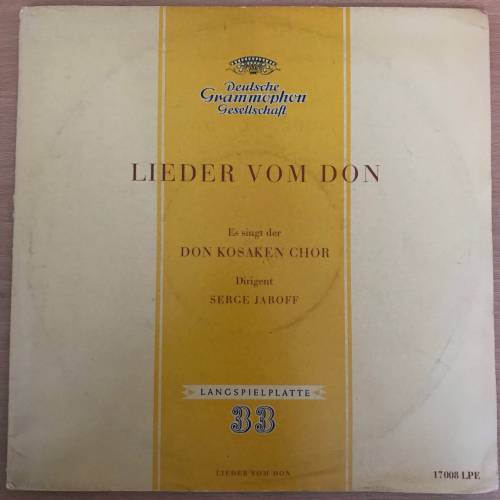 Deutsche
Grammophon
Gesellschaft
LIEDER VOM DON
Es singt der
DON KOSAKEN CHOR
Dirigent
SERGE JAROFF
LANGSPIELPLATTE
33
LIEDER VOM DON
17008 LPE